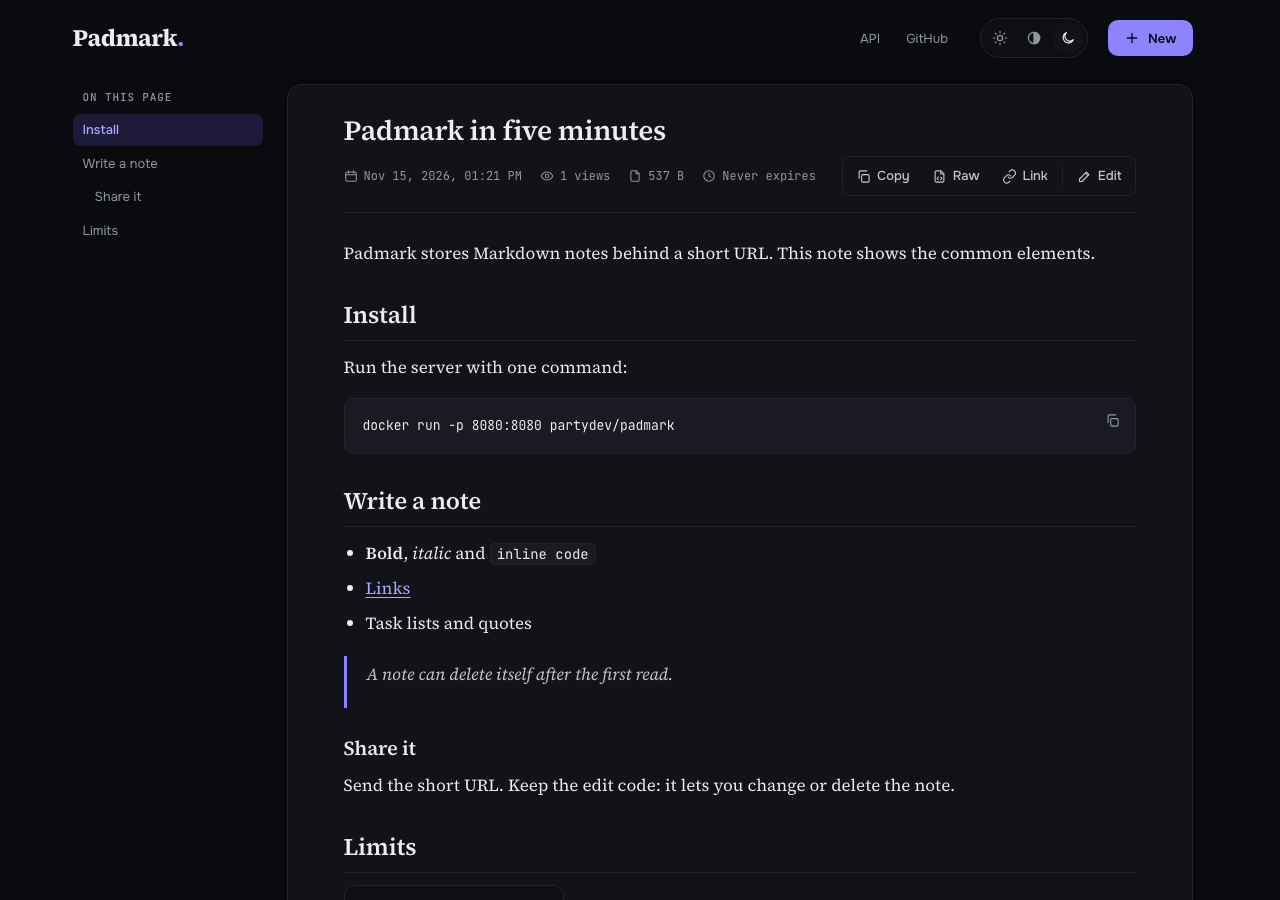 Padmark.
API
GitHub
New
ON THIS PAGE
Install
Write a note
Share it
Limits
Padmark in five minutes
Nov 15, 2026, 01:21 PM
1 views
537 B
Never expires
Copy
Raw
Link
Edit
Padmark stores Markdown notes behind a short URL. This note shows the common elements.
Install
Run the server with one command:
docker run -p 8080:8080 partydev/padmark
Write a note
Bold, italic and inline code
Links
Task lists and quotes
A note can delete itself after the first read.
Share it
Send the short URL. Keep the edit code: it lets you change or delete the note.
Limits